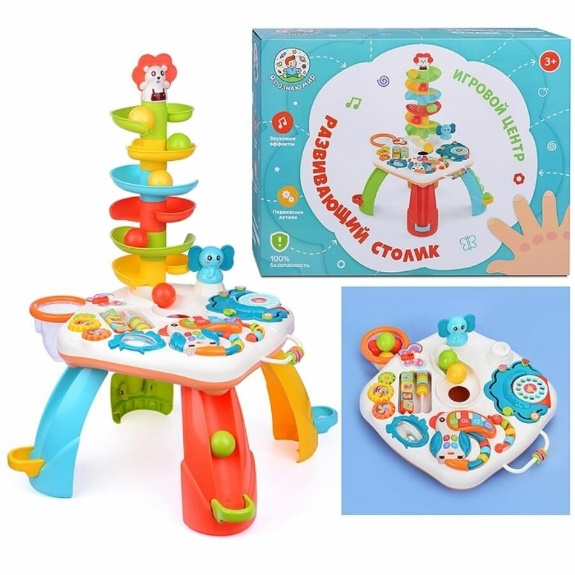 Я ПОЗНАЮ МИР
3+
ИГРОВОЙ ЦЕНТР
РАЗВИВАЮЩИЙ СТОЛИК
Звуковые
эффекты
Подвижные
детали
100%
безопасность